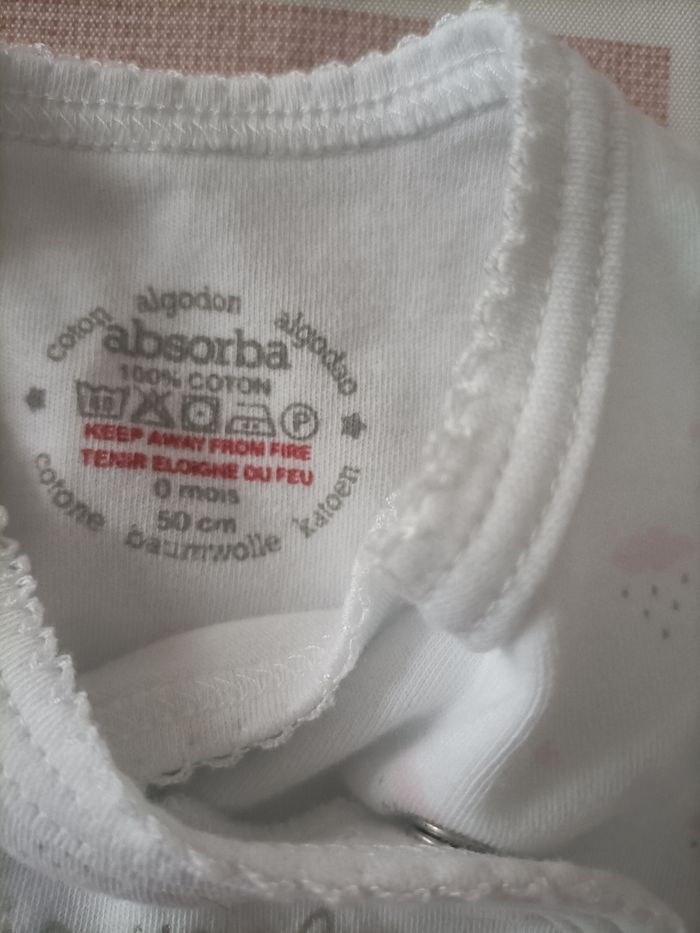 coton algodon algodao
absorba
100% COTON
P
KEEP AWAY FROM FIRE
TENIR ELOIGNE DU FEU
0 mois
50 cm
cotone baumwolle katoen